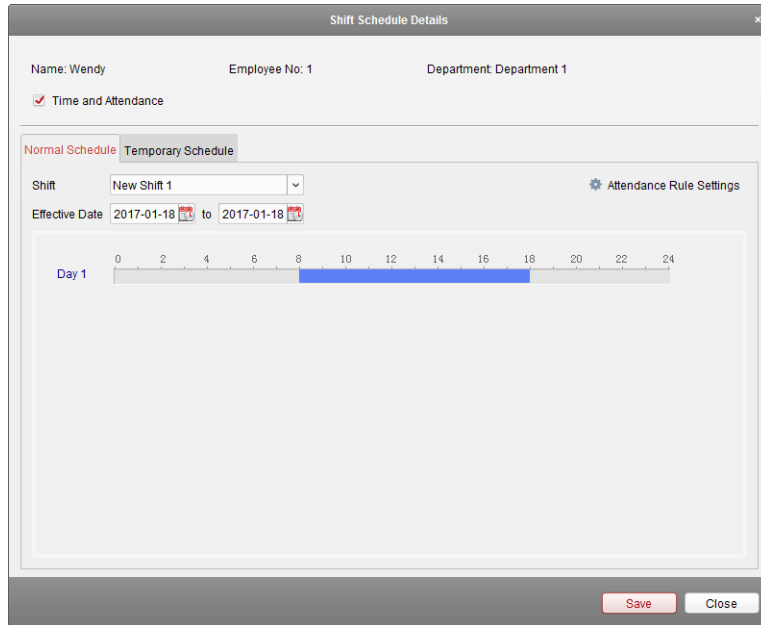 Shift Schedule Details ×
Name: Wendy Employee No: 1 Department: Department 1
Time and Attendance
Normal Schedule Temporary Schedule
Shift New Shift 1 Attendance Rule Settings
Effective Date 2017-01-18 to 2017-01-18
0 2 4 6 8 10 12 14 16 18 20 22 24
Day 1
Save Close